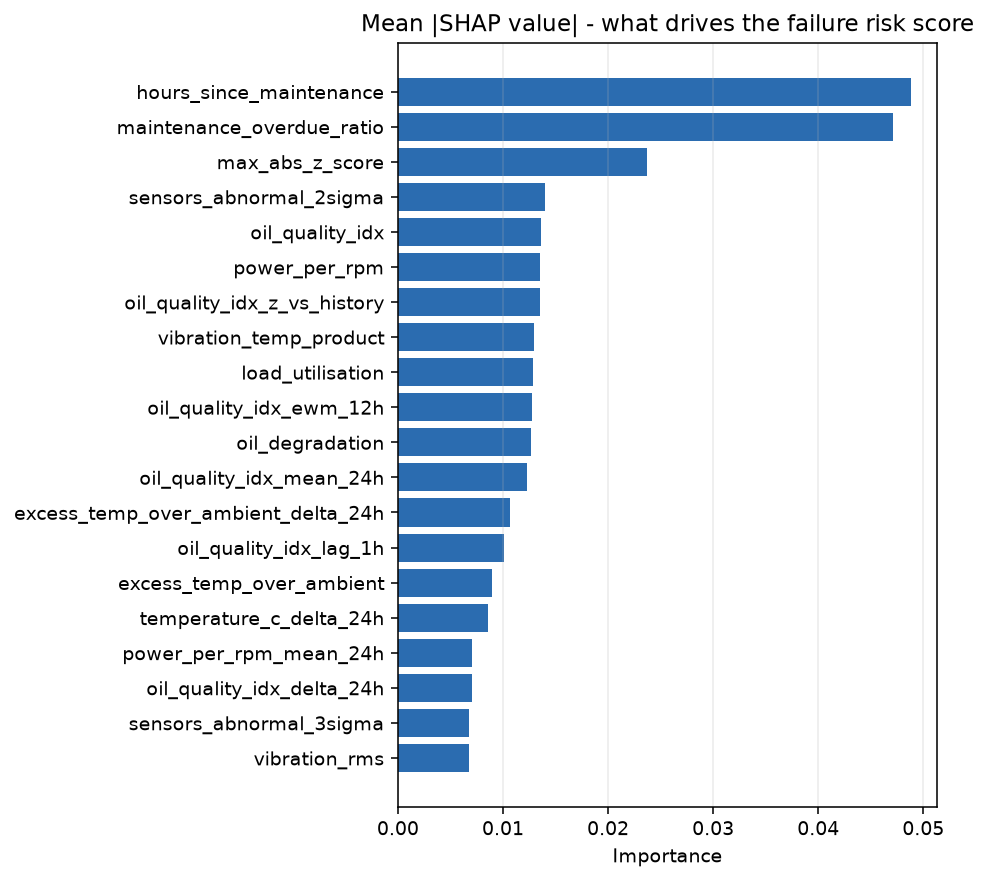 Mean |SHAP value| - what drives the failure risk score
hours_since_maintenance
maintenance_overdue_ratio
max_abs_z_score
sensors_abnormal_2sigma
oil_quality_idx
power_per_rpm
oil_quality_idx_z_vs_history
vibration_temp_product
load_utilisation
oil_quality_idx_ewm_12h
oil_degradation
oil_quality_idx_mean_24h
excess_temp_over_ambient_delta_24h
oil_quality_idx_lag_1h
excess_temp_over_ambient
temperature_c_delta_24h
power_per_rpm_mean_24h
oil_quality_idx_delta_24h
sensors_abnormal_3sigma
vibration_rms
0.00 0.01 0.02 0.03 0.04 0.05
Importance